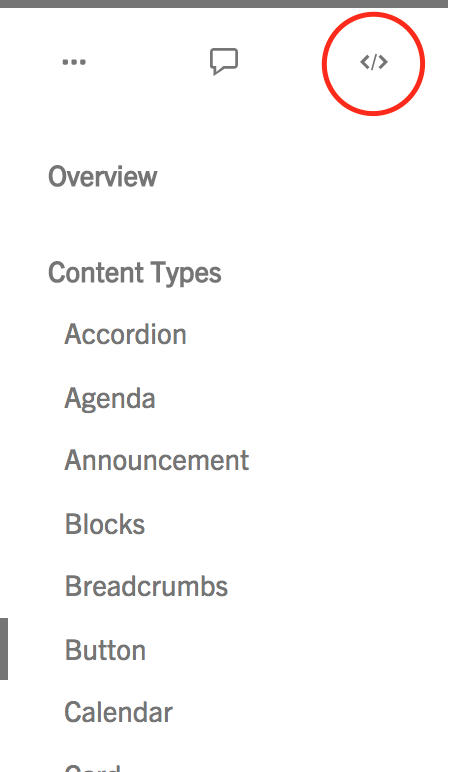 Overview
Content Types
Accordion
Agenda
Announcement
Blocks
Breadcrumbs
Button
Calendar